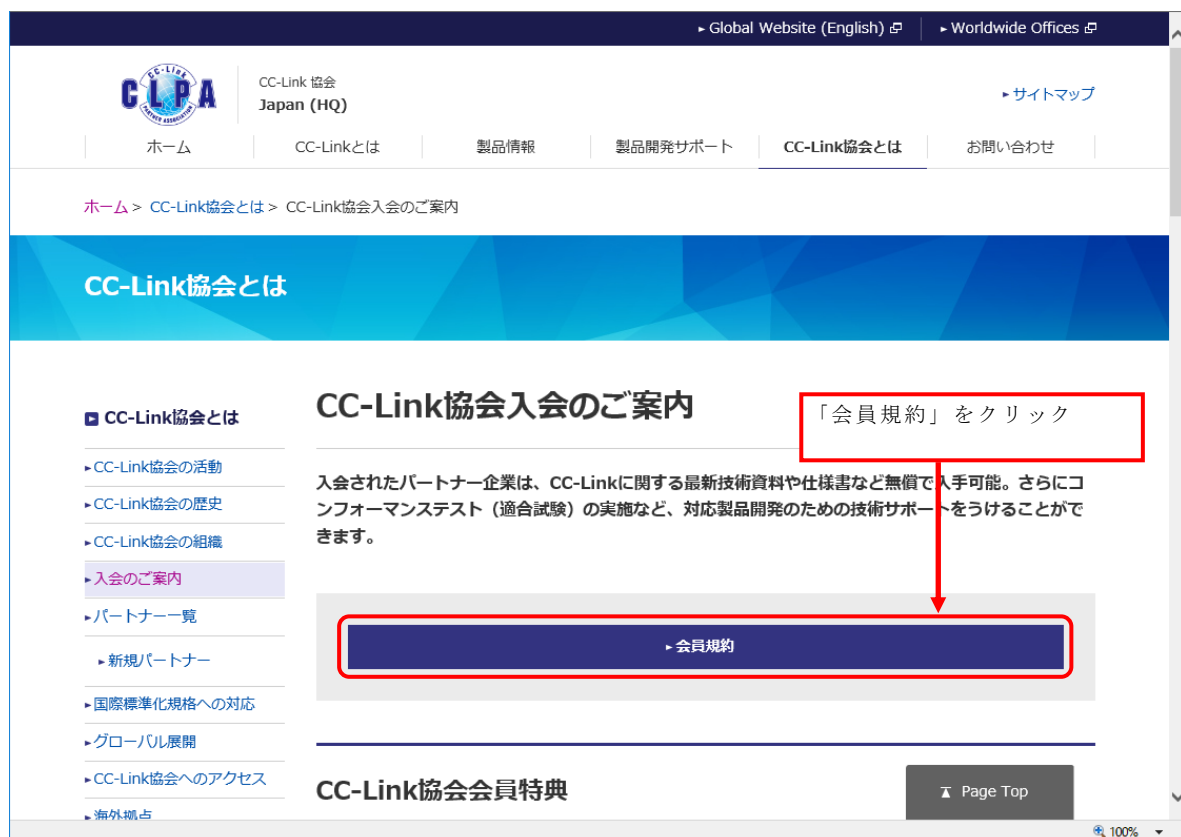 ▸ Global Website (English)
▸ Worldwide Offices
CC-Link
CLPA
PARTNER ASSOCIATION
CC-Link 協会
Japan (HQ)
▸サイトマップ
ホーム
CC-Linkとは
製品情報
製品開発サポート
CC-Link協会とは
お問い合わせ
ホーム > CC-Link協会とは > CC-Link協会入会のご案内
CC-Link協会とは
CC-Link協会とは
▸CC-Link協会の活動
▸CC-Link協会の歴史
▸CC-Link協会の組織
▸入会のご案内
▸パートナー一覧
▸新規パートナー
▸国際標準化規格への対応
▸グローバル展開
▸CC-Link協会へのアクセス
▸海外拠点
CC-Link協会入会のご案内
「会員規約」をクリック
入会されたパートナー企業は、CC-Linkに関する最新技術資料や仕様書など無償で入手可能。さらにコ
ンフォーマンステスト（適合試験）の実施など、対応製品開発のための技術サポートをうけることがで
きます。
▸会員規約
CC-Link協会会員特典
Page Top
100%